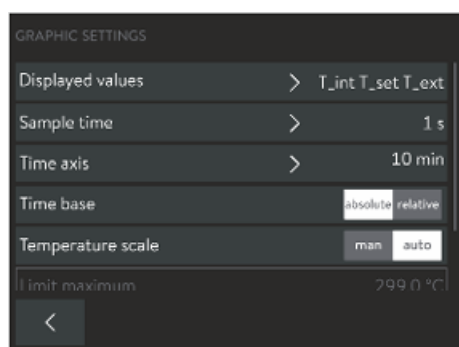 GRAPHIC SETTINGS
Displayed values > T_int T_set T_ext
Sample time > 1 s
Time axis > 10 min
Time base absolute relative
Temperature scale man auto
Limit maximum 299.0 °C
<